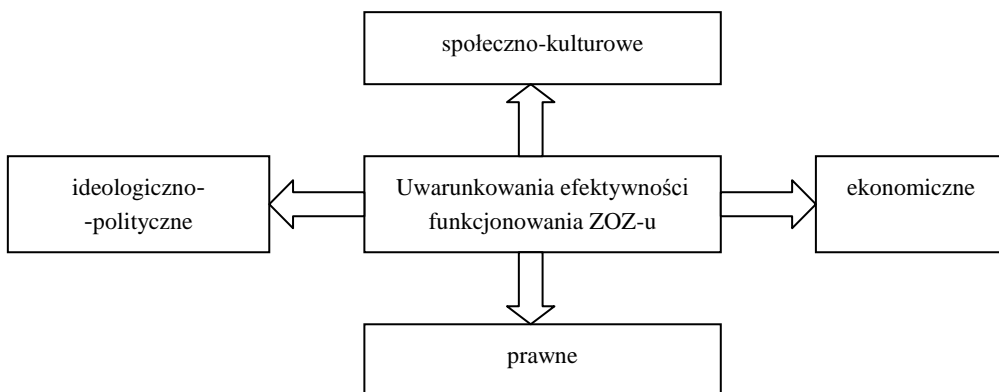 społeczno-kulturowe
ideologiczno-
-polityczne
Uwarunkowania efektywności
funkcjonowania ZOZ-u
ekonomiczne
prawne